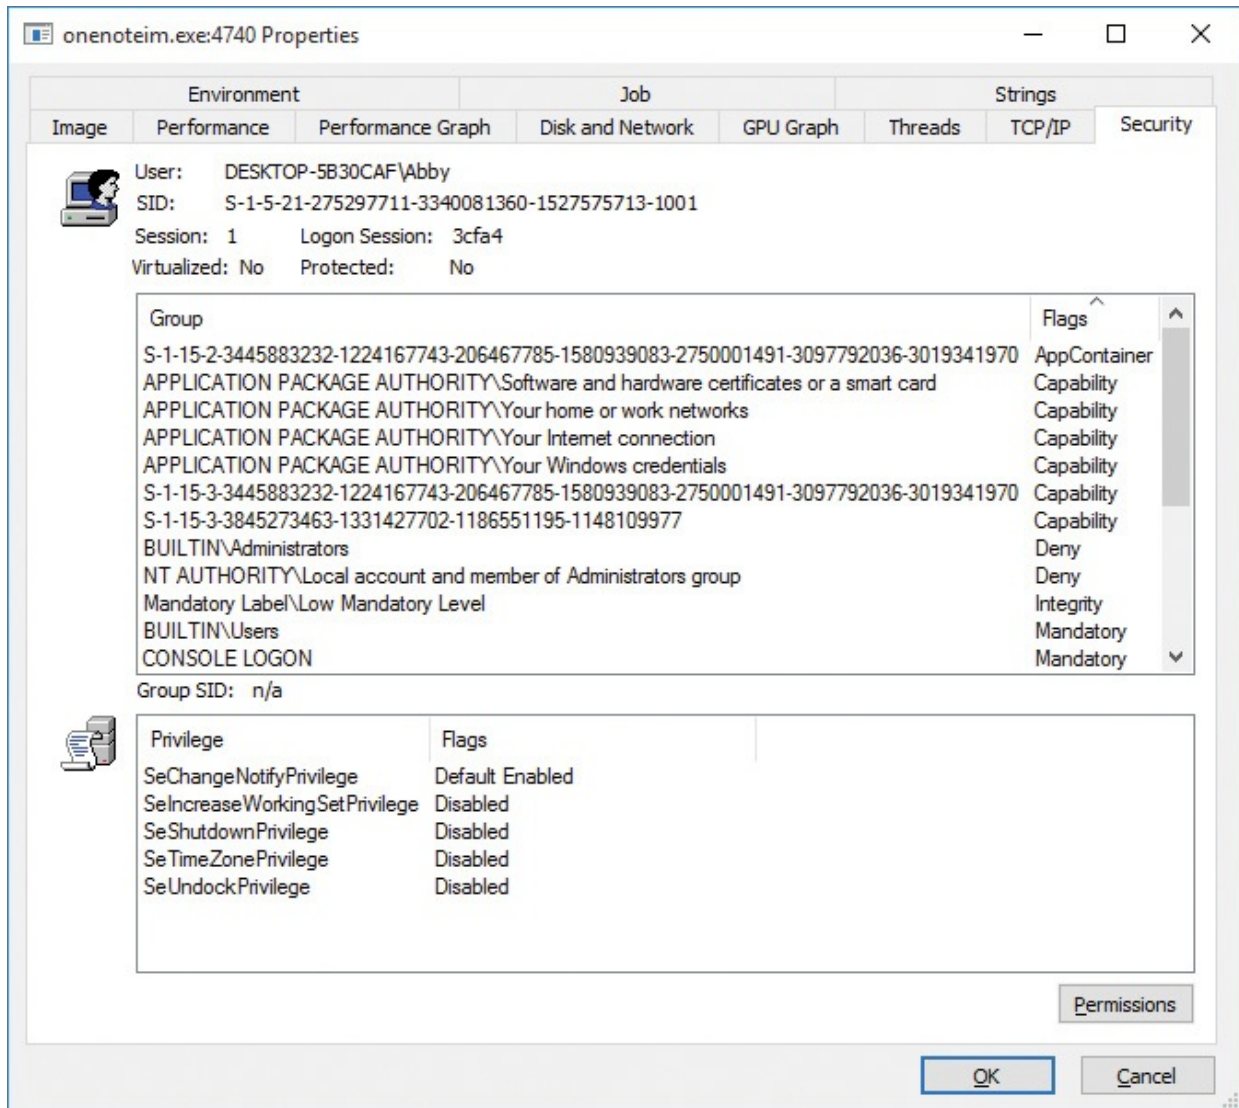 onenoteim.exe:4740 Properties
Environment Job Strings
Image Performance Performance Graph Disk and Network GPU Graph Threads TCP/IP Security
User: DESKTOP-5B30CAF\Abby
SID: S-1-5-21-275297711-3340081360-1527575713-1001
Session: 1 Logon Session: 3cfa4
Virtualized: No Protected: No
Group Flags
S-1-15-2-3445883232-1224167743-206467785-1580939083-2750001491-3097792036-3019341970 AppContainer
APPLICATION PACKAGE AUTHORITY\Software and hardware certificates or a smart card Capability
APPLICATION PACKAGE AUTHORITY\Your home or work networks Capability
APPLICATION PACKAGE AUTHORITY\Your Internet connection Capability
APPLICATION PACKAGE AUTHORITY\Your Windows credentials Capability
S-1-15-3-3445883232-1224167743-206467785-1580939083-2750001491-3097792036-3019341970 Capability
S-1-15-3-3845273463-1331427702-1186551195-1148109977 Capability
BUILTIN\Administrators Deny
NT AUTHORITY\Local account and member of Administrators group Deny
Mandatory Label\Low Mandatory Level Integrity
BUILTIN\Users Mandatory
CONSOLE LOGON Mandatory
Group SID: n/a
Privilege Flags
SeChangeNotifyPrivilege Default Enabled
SeIncreaseWorkingSetPrivilege Disabled
SeShutdownPrivilege Disabled
SeTimeZonePrivilege Disabled
SeUndockPrivilege Disabled
Permissions
OK Cancel